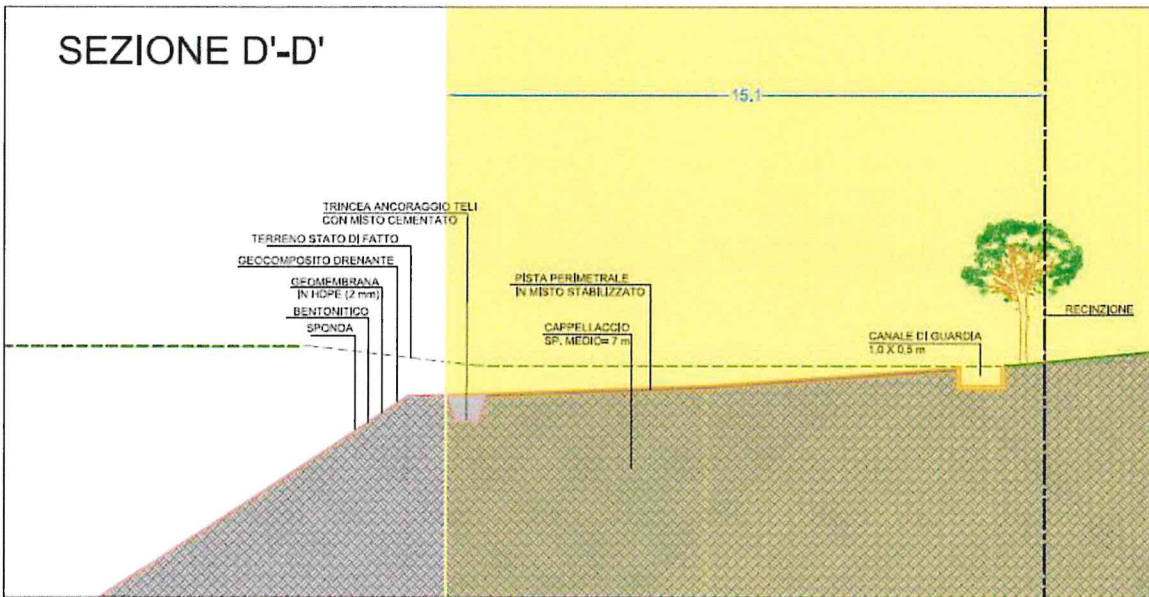 SEZIONE D'-D'
15.1
TRINCEA ANCORAGGIO TELI
CON MISTO CEMENTATO
TERRENO STATO DI FATTO
GEOCOMPOSITO DRENANTE
GEOMEMBRANA
IN HDPE (2 mm)
BENTONITICO
SPONDA
PISTA PERIMETRALE
IN MISTO STABILIZZATO
CAPPELLACCIO
SP. MEDIO= 7 m
CANALE DI GUARDIA
1,0 X 0,5 m
RECINZIONE